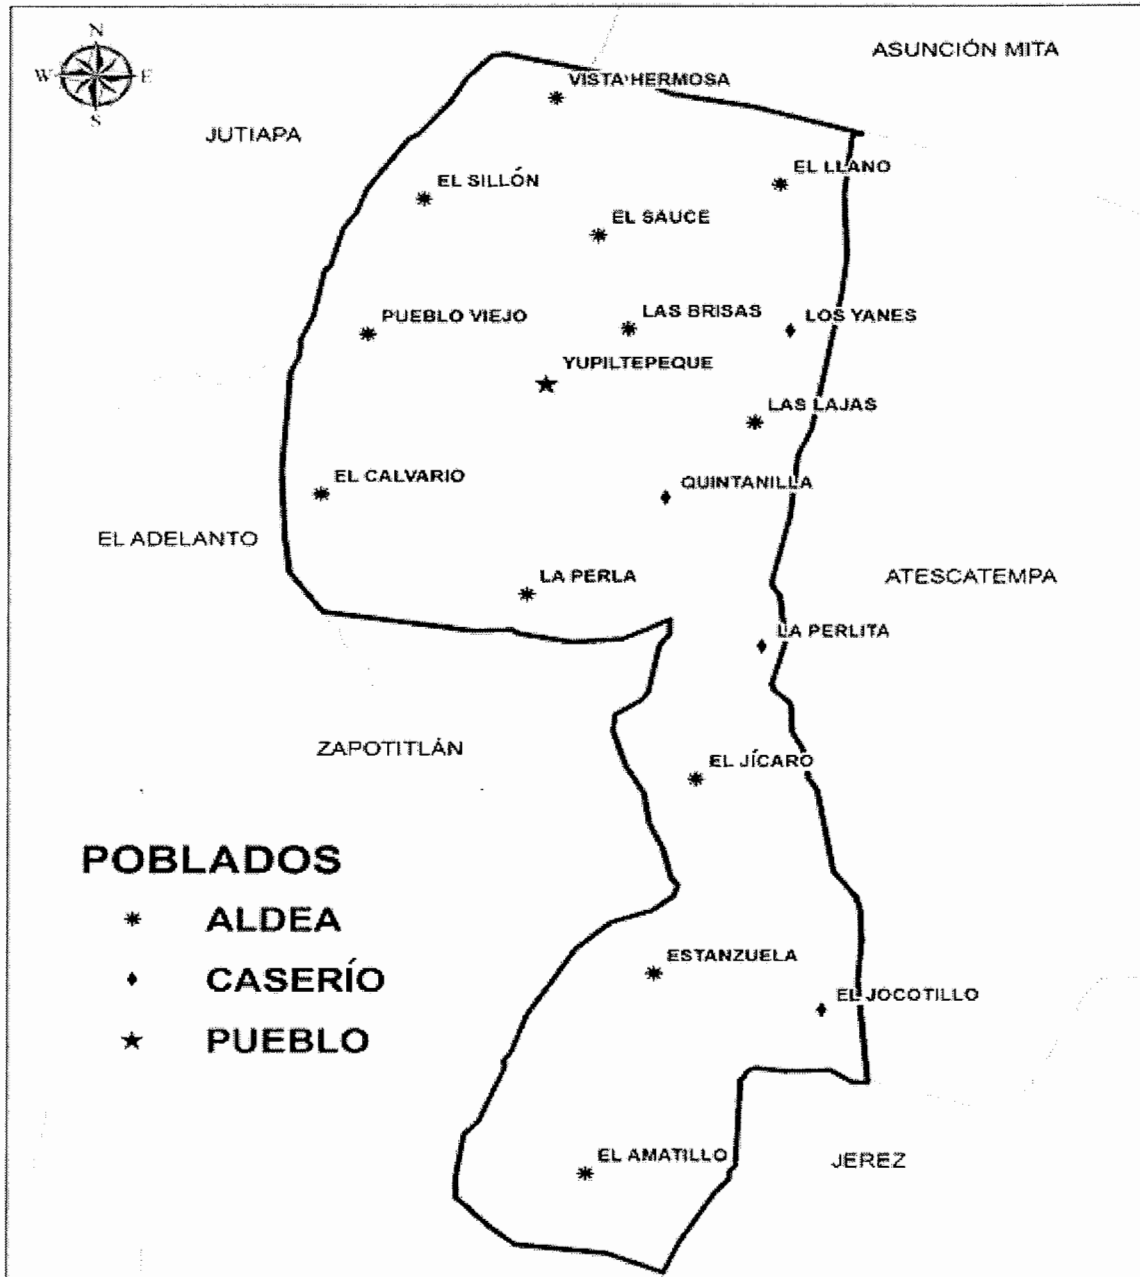 N
ASUNCIÓN MITA
W E
S
VISTA HERMOSA
JUTIAPA
EL LLANO
EL SILLÓN
EL SAUCE
LAS BRISAS
PUEBLO VIEJO
LOS YANES
YUPILTEPEQUE
LAS LAJAS
EL CALVARIO
QUINTANILLA
EL ADELANTO
LA PERLA
ATESCATEMPA
LA PERLITA
ZAPOTITLÁN
EL JÍCARO
POBLADOS
ALDEA
ESTANZUELA
CASERÍO
EL JOCOTILLO
PUEBLO
EL AMATILLO
JEREZ